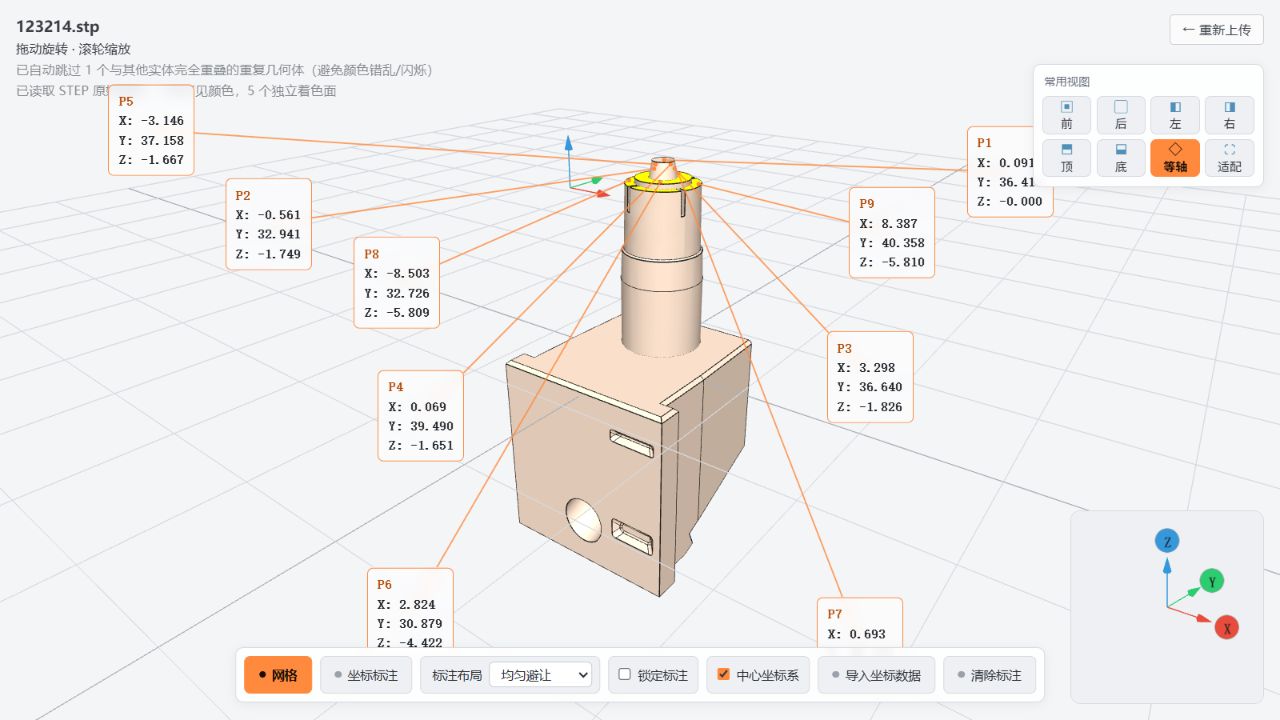 123214.stp
拖动旋转 · 滚轮缩放
已自动跳过 1 个与其他实体完全重叠的重复几何体（避免颜色错乱/闪烁）
已读取 STEP 原
见颜色，5 个独立着色面
← 重新上传
常用视图
前
后
左
右
顶
底
等轴
适配
P5
X: -3.146
Y: 37.158
Z: -1.667
P1
X: 0.091
Y: 36.41
Z: -0.000
P2
X: -0.561
Y: 32.941
Z: -1.749
P9
X: 8.387
Y: 40.358
Z: -5.810
P8
X: -8.503
Y: 32.726
Z: -5.809
P3
X: 3.298
Y: 36.640
Z: -1.826
P4
X: 0.069
Y: 39.490
Z: -1.651
P6
X: 2.824
Y: 30.879
Z: -4.422
P7
X: 0.693
Z
Y
X
网格
坐标标注
标注布局
均匀避让
锁定标注
中心坐标系
导入坐标数据
清除标注